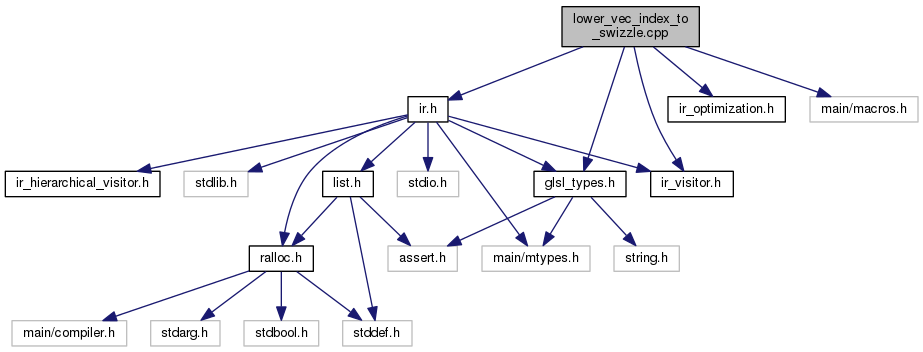 lower_vec_index_to
_swizzle.cpp
ir.h
ir_optimization.h
main/macros.h
ir_hierarchical_visitor.h
stdlib.h
list.h
stdio.h
glsl_types.h
ir_visitor.h
ralloc.h
assert.h
main/mtypes.h
string.h
main/compiler.h
stdarg.h
stdbool.h
stddef.h